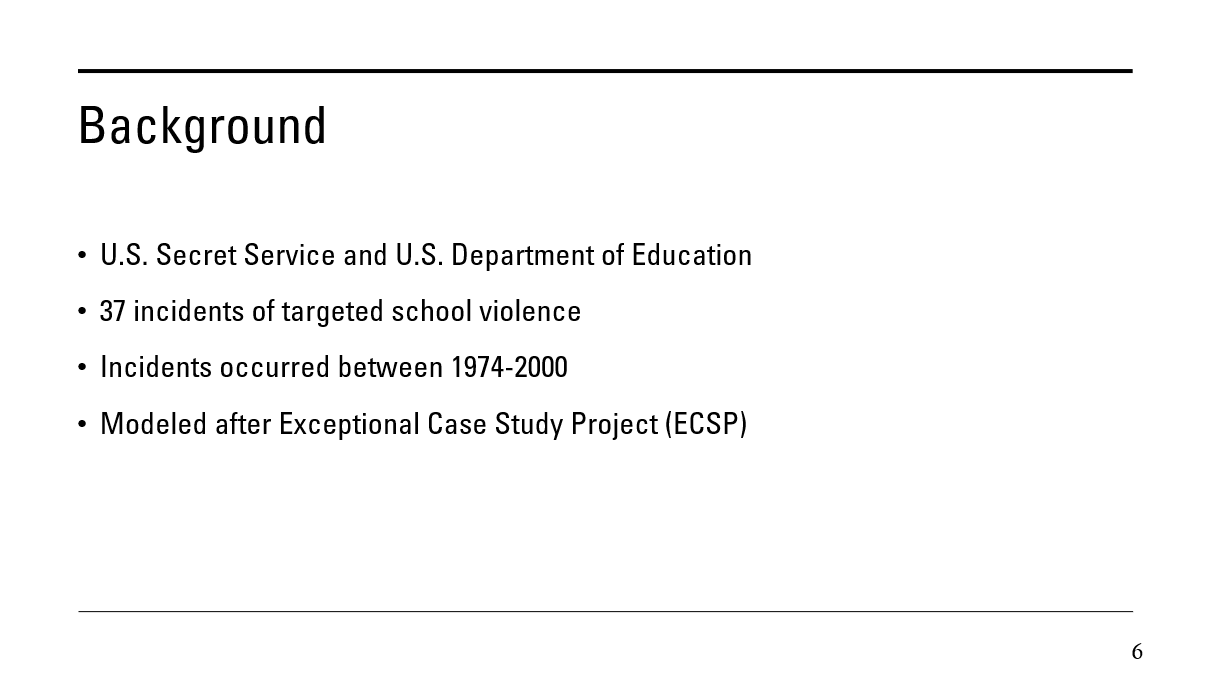 Background
• U.S. Secret Service and U.S. Department of Education
• 37 incidents of targeted school violence
• Incidents occurred between 1974-2000
• Modeled after Exceptional Case Study Project (ECSP)
6